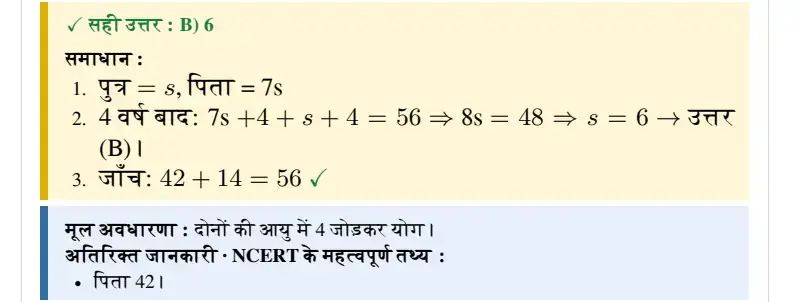 ✓ सही उत्तर : B) 6
समाधान :
1. पुत्र = s, पिता = 7s
2. 4 वर्ष बाद: 7s +4 + s + 4 = 56 ⇒ 8s = 48 ⇒ s = 6 → उत्तर
(B)।
3. जाँच: 42 + 14 = 56 ✓
मूल अवधारणा : दोनों की आयु में 4 जोड़कर योग।
अतिरिक्त जानकारी · NCERT के महत्वपूर्ण तथ्य :
• पिता 42।